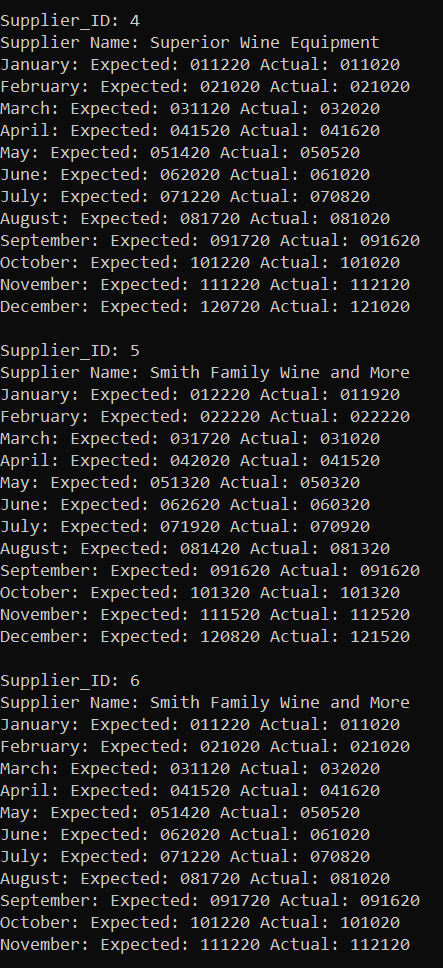 Supplier_ID: 4
Supplier Name: Superior Wine Equipment
January: Expected: 011220 Actual: 011020
February: Expected: 021020 Actual: 021020
March: Expected: 031120 Actual: 032020
April: Expected: 041520 Actual: 041620
May: Expected: 051420 Actual: 050520
June: Expected: 062020 Actual: 061020
July: Expected: 071220 Actual: 070820
August: Expected: 081720 Actual: 081020
September: Expected: 091720 Actual: 091620
October: Expected: 101220 Actual: 101020
November: Expected: 111220 Actual: 112120
December: Expected: 120720 Actual: 121020

Supplier_ID: 5
Supplier Name: Smith Family Wine and More
January: Expected: 012220 Actual: 011920
February: Expected: 022220 Actual: 022220
March: Expected: 031720 Actual: 031020
April: Expected: 042020 Actual: 041520
May: Expected: 051320 Actual: 050320
June: Expected: 062620 Actual: 060320
July: Expected: 071920 Actual: 070920
August: Expected: 081420 Actual: 081320
September: Expected: 091620 Actual: 091620
October: Expected: 101320 Actual: 101320
November: Expected: 111520 Actual: 112520
December: Expected: 120820 Actual: 121520

Supplier_ID: 6
Supplier Name: Smith Family Wine and More
January: Expected: 011220 Actual: 011020
February: Expected: 021020 Actual: 021020
March: Expected: 031120 Actual: 032020
April: Expected: 041520 Actual: 041620
May: Expected: 051420 Actual: 050520
June: Expected: 062020 Actual: 061020
July: Expected: 071220 Actual: 070820
August: Expected: 081720 Actual: 081020
September: Expected: 091720 Actual: 091620
October: Expected: 101220 Actual: 101020
November: Expected: 111220 Actual: 112120